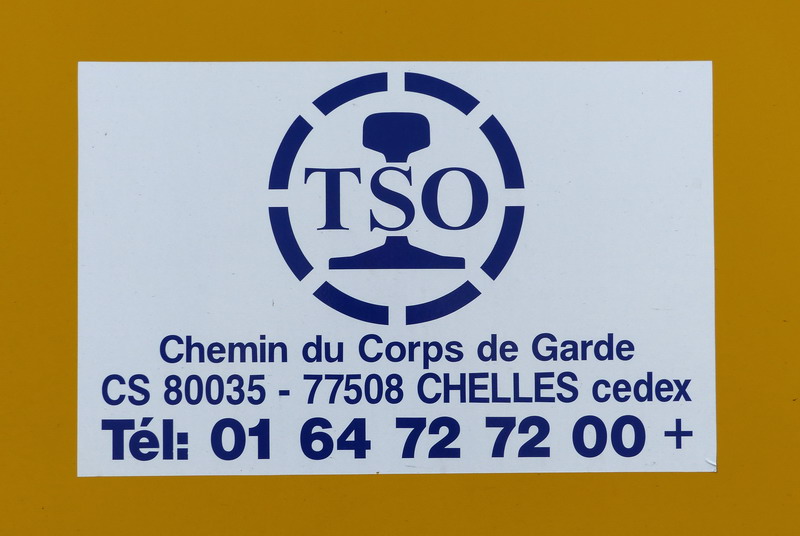 TSO
Chemin du Corps de Garde
CS 80035 - 77508 CHELLES cedex
Tél: 01 64 72 72 00 +